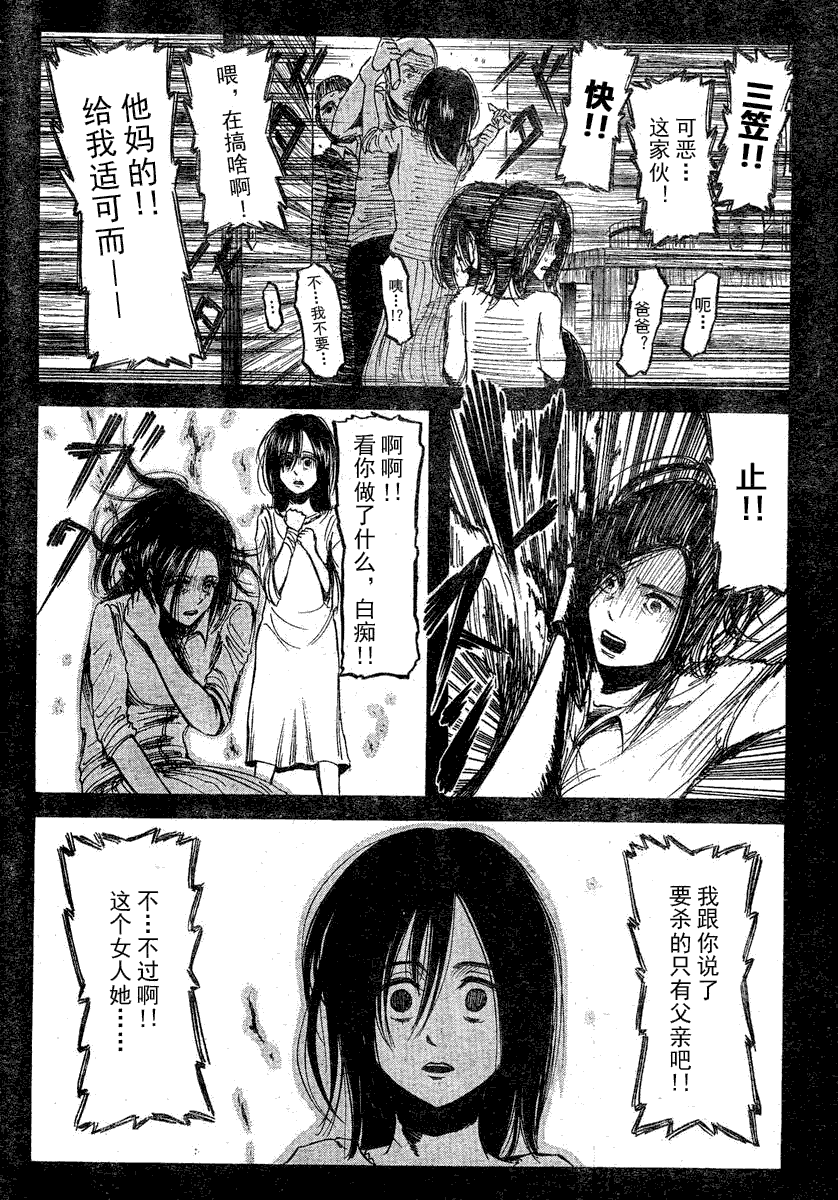 三笠!!
可恶…
这家伙!
快!!
喂，在搞啥啊!
他妈的!!
给我适可而——
呃…
爸爸?
咦…!?
不…我不要…
…
止!!
啊啊!!
看你做了什么，白痴!!
我跟你说了
要杀的只有父亲吧!!
不…不过啊!!
这个女人她……